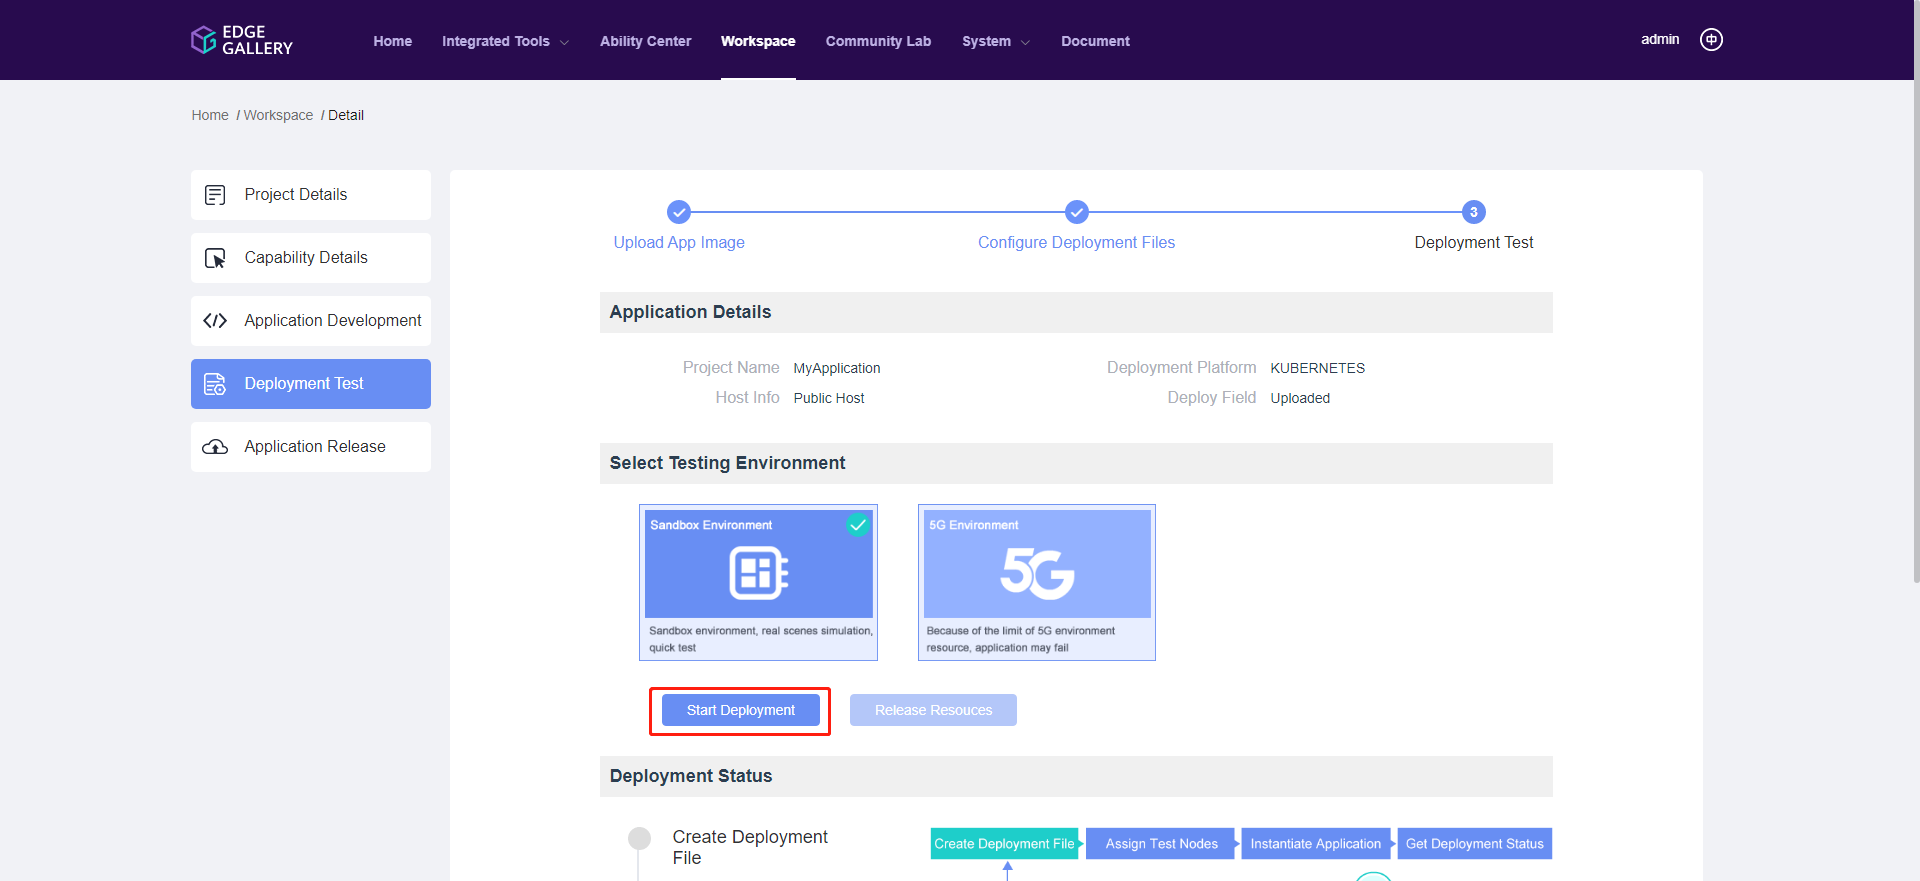 EDGE
GALLERY
Home
Integrated Tools
Ability Center
Workspace
Community Lab
System
Document
admin
中
Home / Workspace / Detail
Project Details
Capability Details
Application Development
Deployment Test
Application Release
3
Upload App Image
Configure Deployment Files
Deployment Test
Application Details
Project Name MyApplication
Deployment Platform KUBERNETES
Host Info Public Host
Deploy Field Uploaded
Select Testing Environment
Sandbox Environment
Sandbox environment, real scenes simulation,
quick test
5G Environment
5G
Because of the limit of 5G environment
resource, application may fail
Start Deployment
Release Resouces
Deployment Status
Create Deployment
File
Create Deployment File
Assign Test Nodes
Instantiate Application
Get Deployment Status